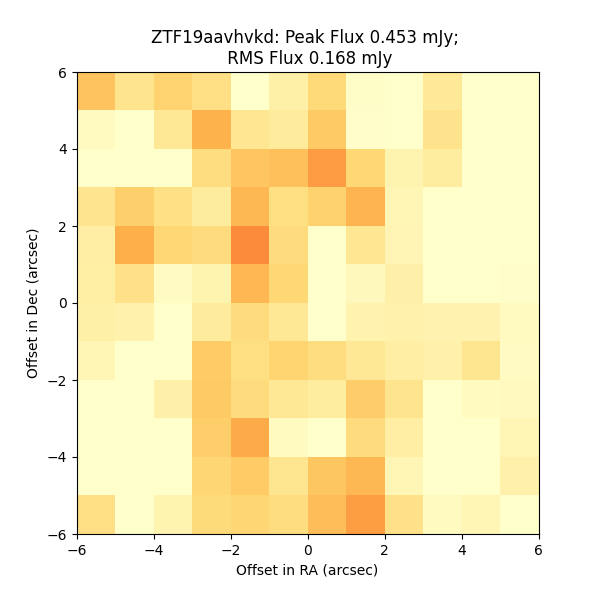 ZTF19aavhvkd: Peak Flux 0.453 mJy;
RMS Flux 0.168 mJy
6
4
2
0
−2
−4
−6
Offset in Dec (arcsec)
−6 −4 −2 0 2 4 6
Offset in RA (arcsec)